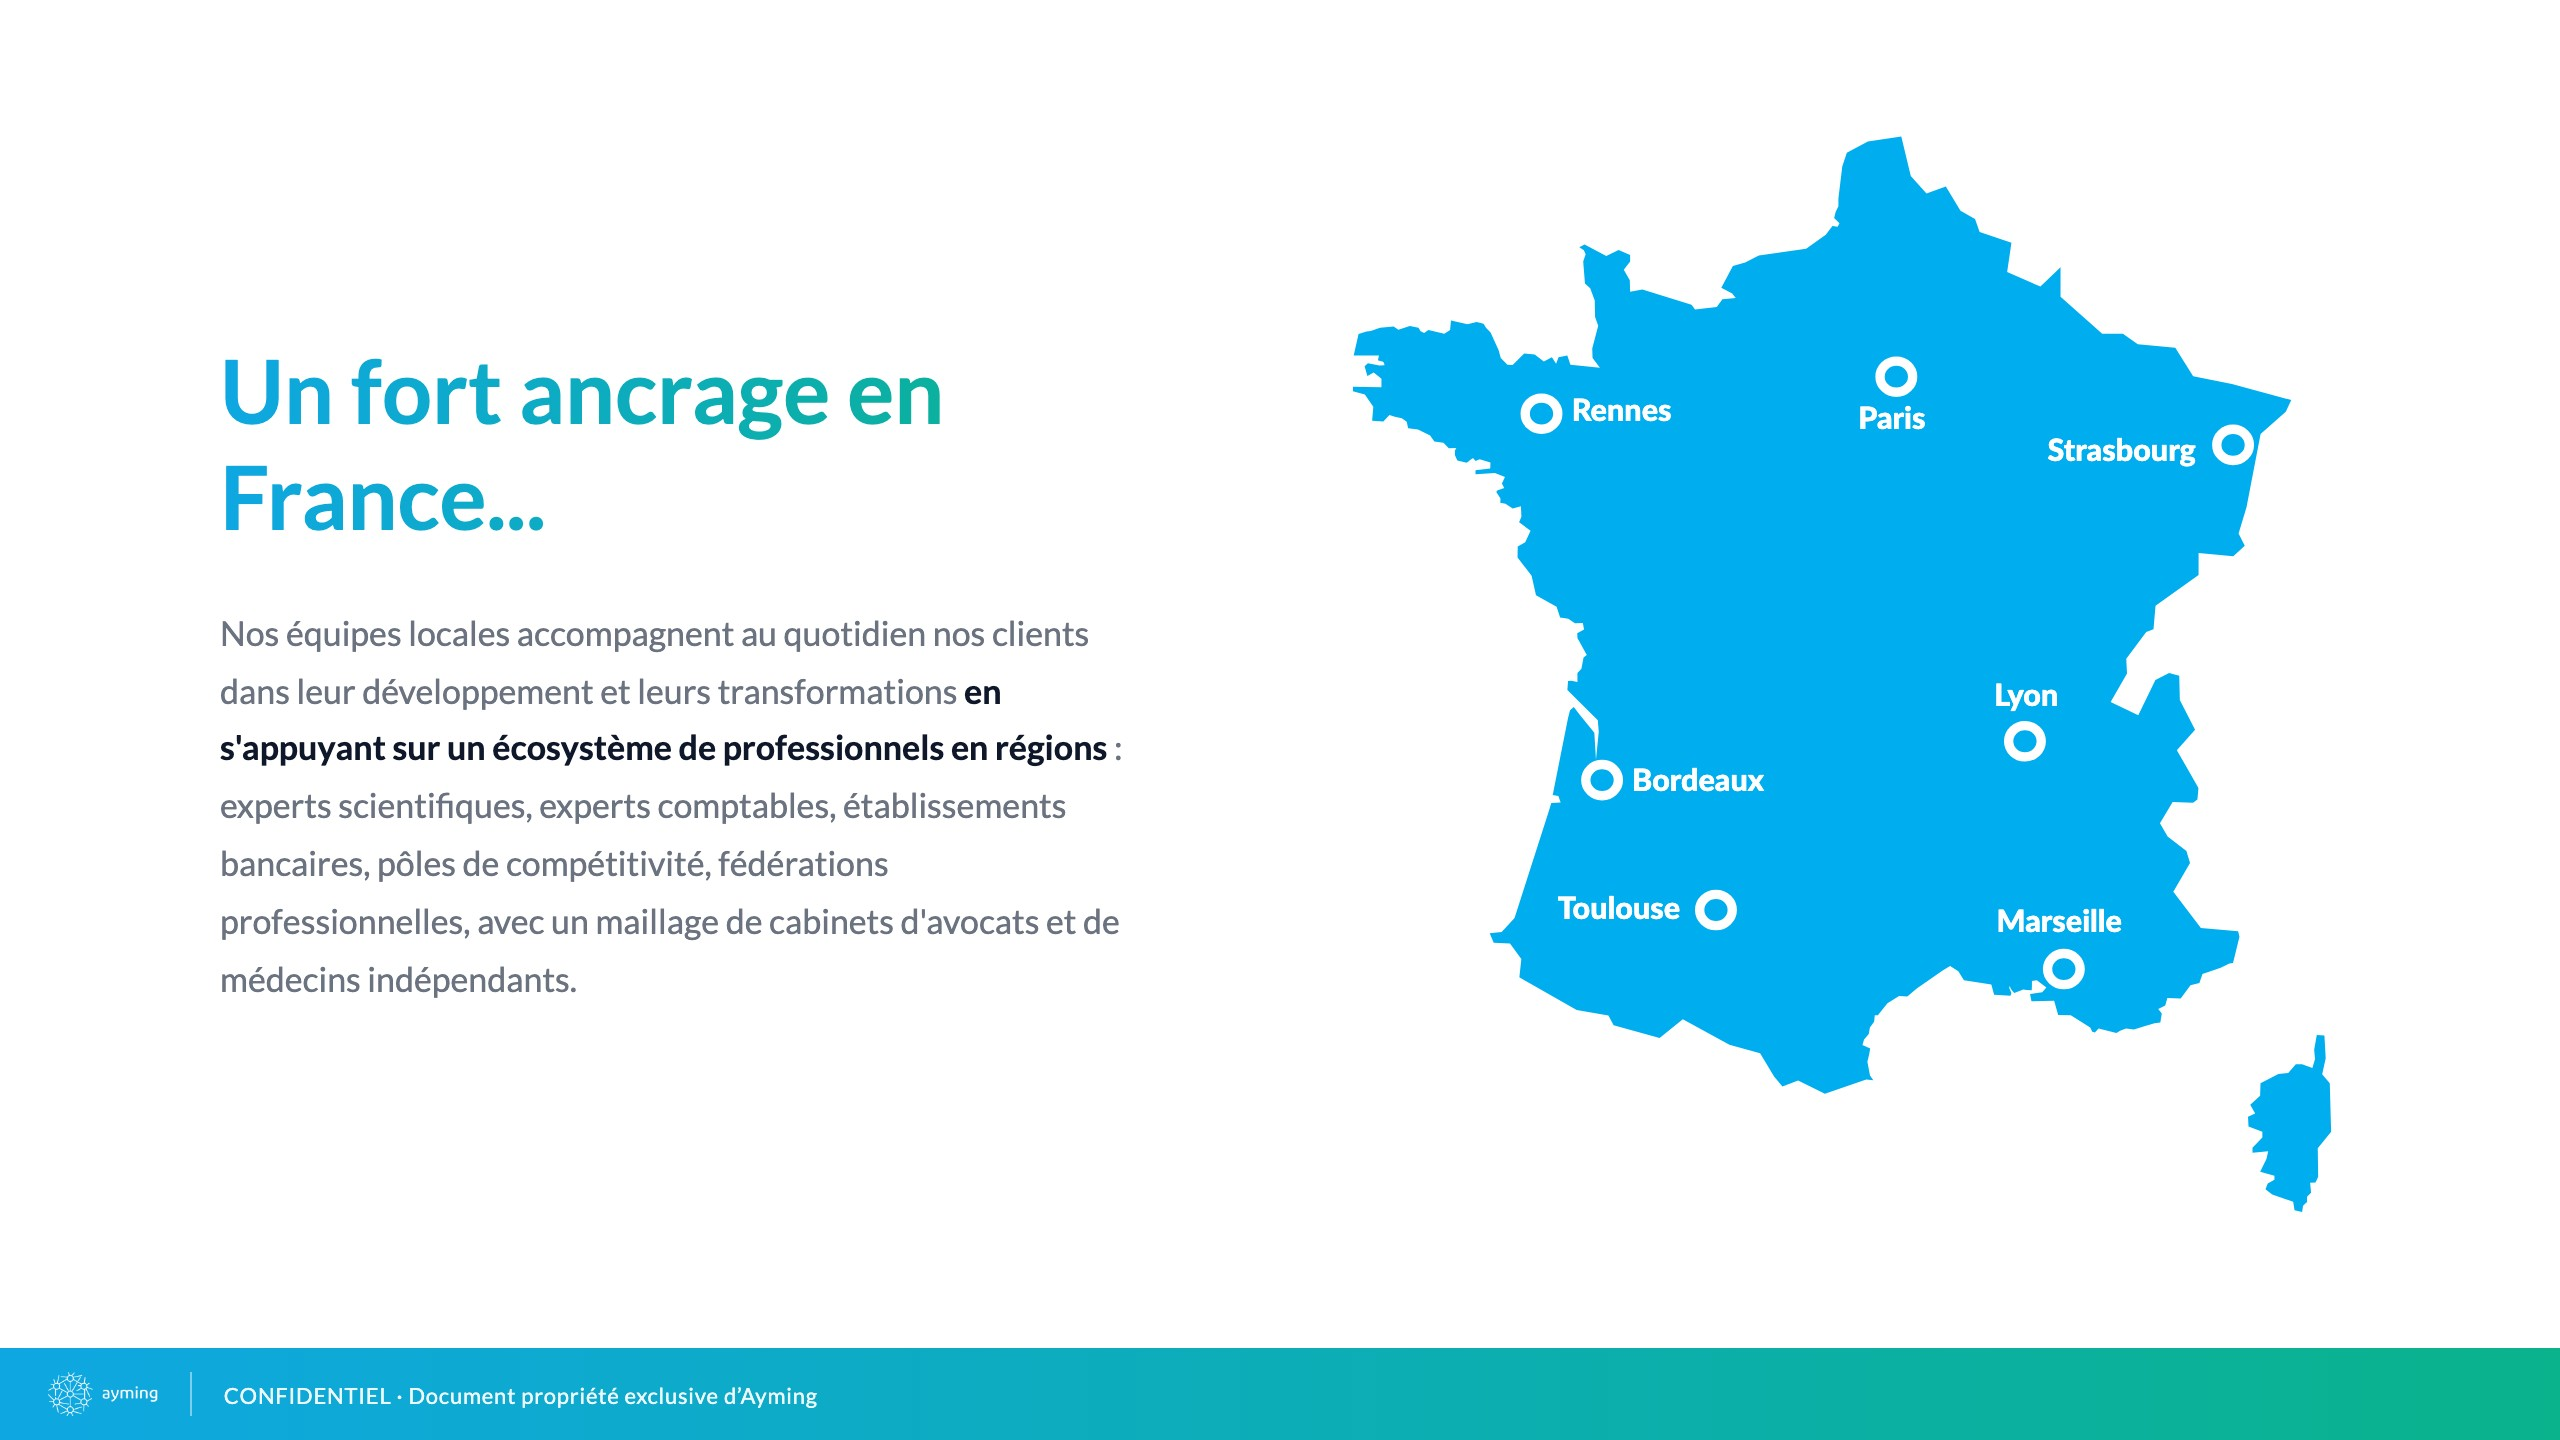 Un fort ancrage en
France...
Nos équipes locales accompagnent au quotidien nos clients
dans leur développement et leurs transformations en
s'appuyant sur un écosystème de professionnels en régions :
experts scientifiques, experts comptables, établissements
bancaires, pôles de compétitivité, fédérations
professionnelles, avec un maillage de cabinets d'avocats et de
médecins indépendants.
Rennes
Paris
Strasbourg
Lyon
Bordeaux
Toulouse
Marseille
ayming
CONFIDENTIEL · Document propriété exclusive d’Ayming